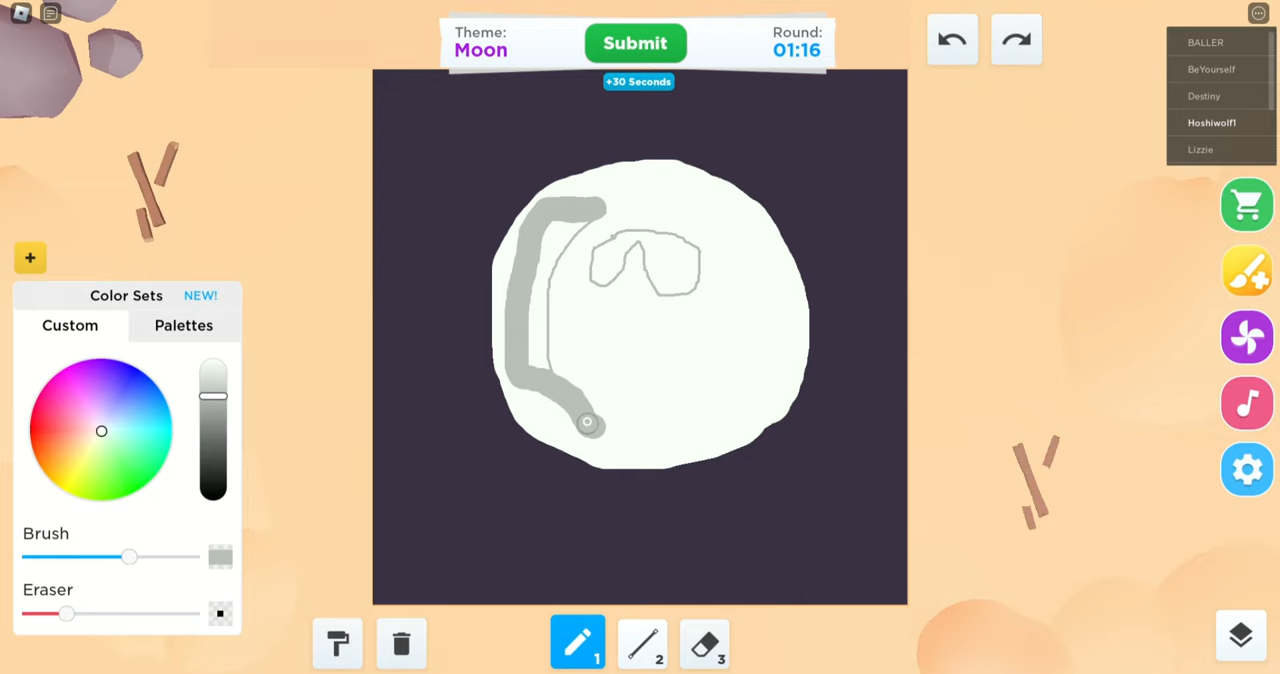 Theme:
Moon
Submit
Round:
01:16
+30 Seconds
BALLER
BeYourself
Destiny
Hoshiwolf1
Lizzie
+
Color Sets NEW!
Custom
Palettes
Brush
Eraser
1
2
3